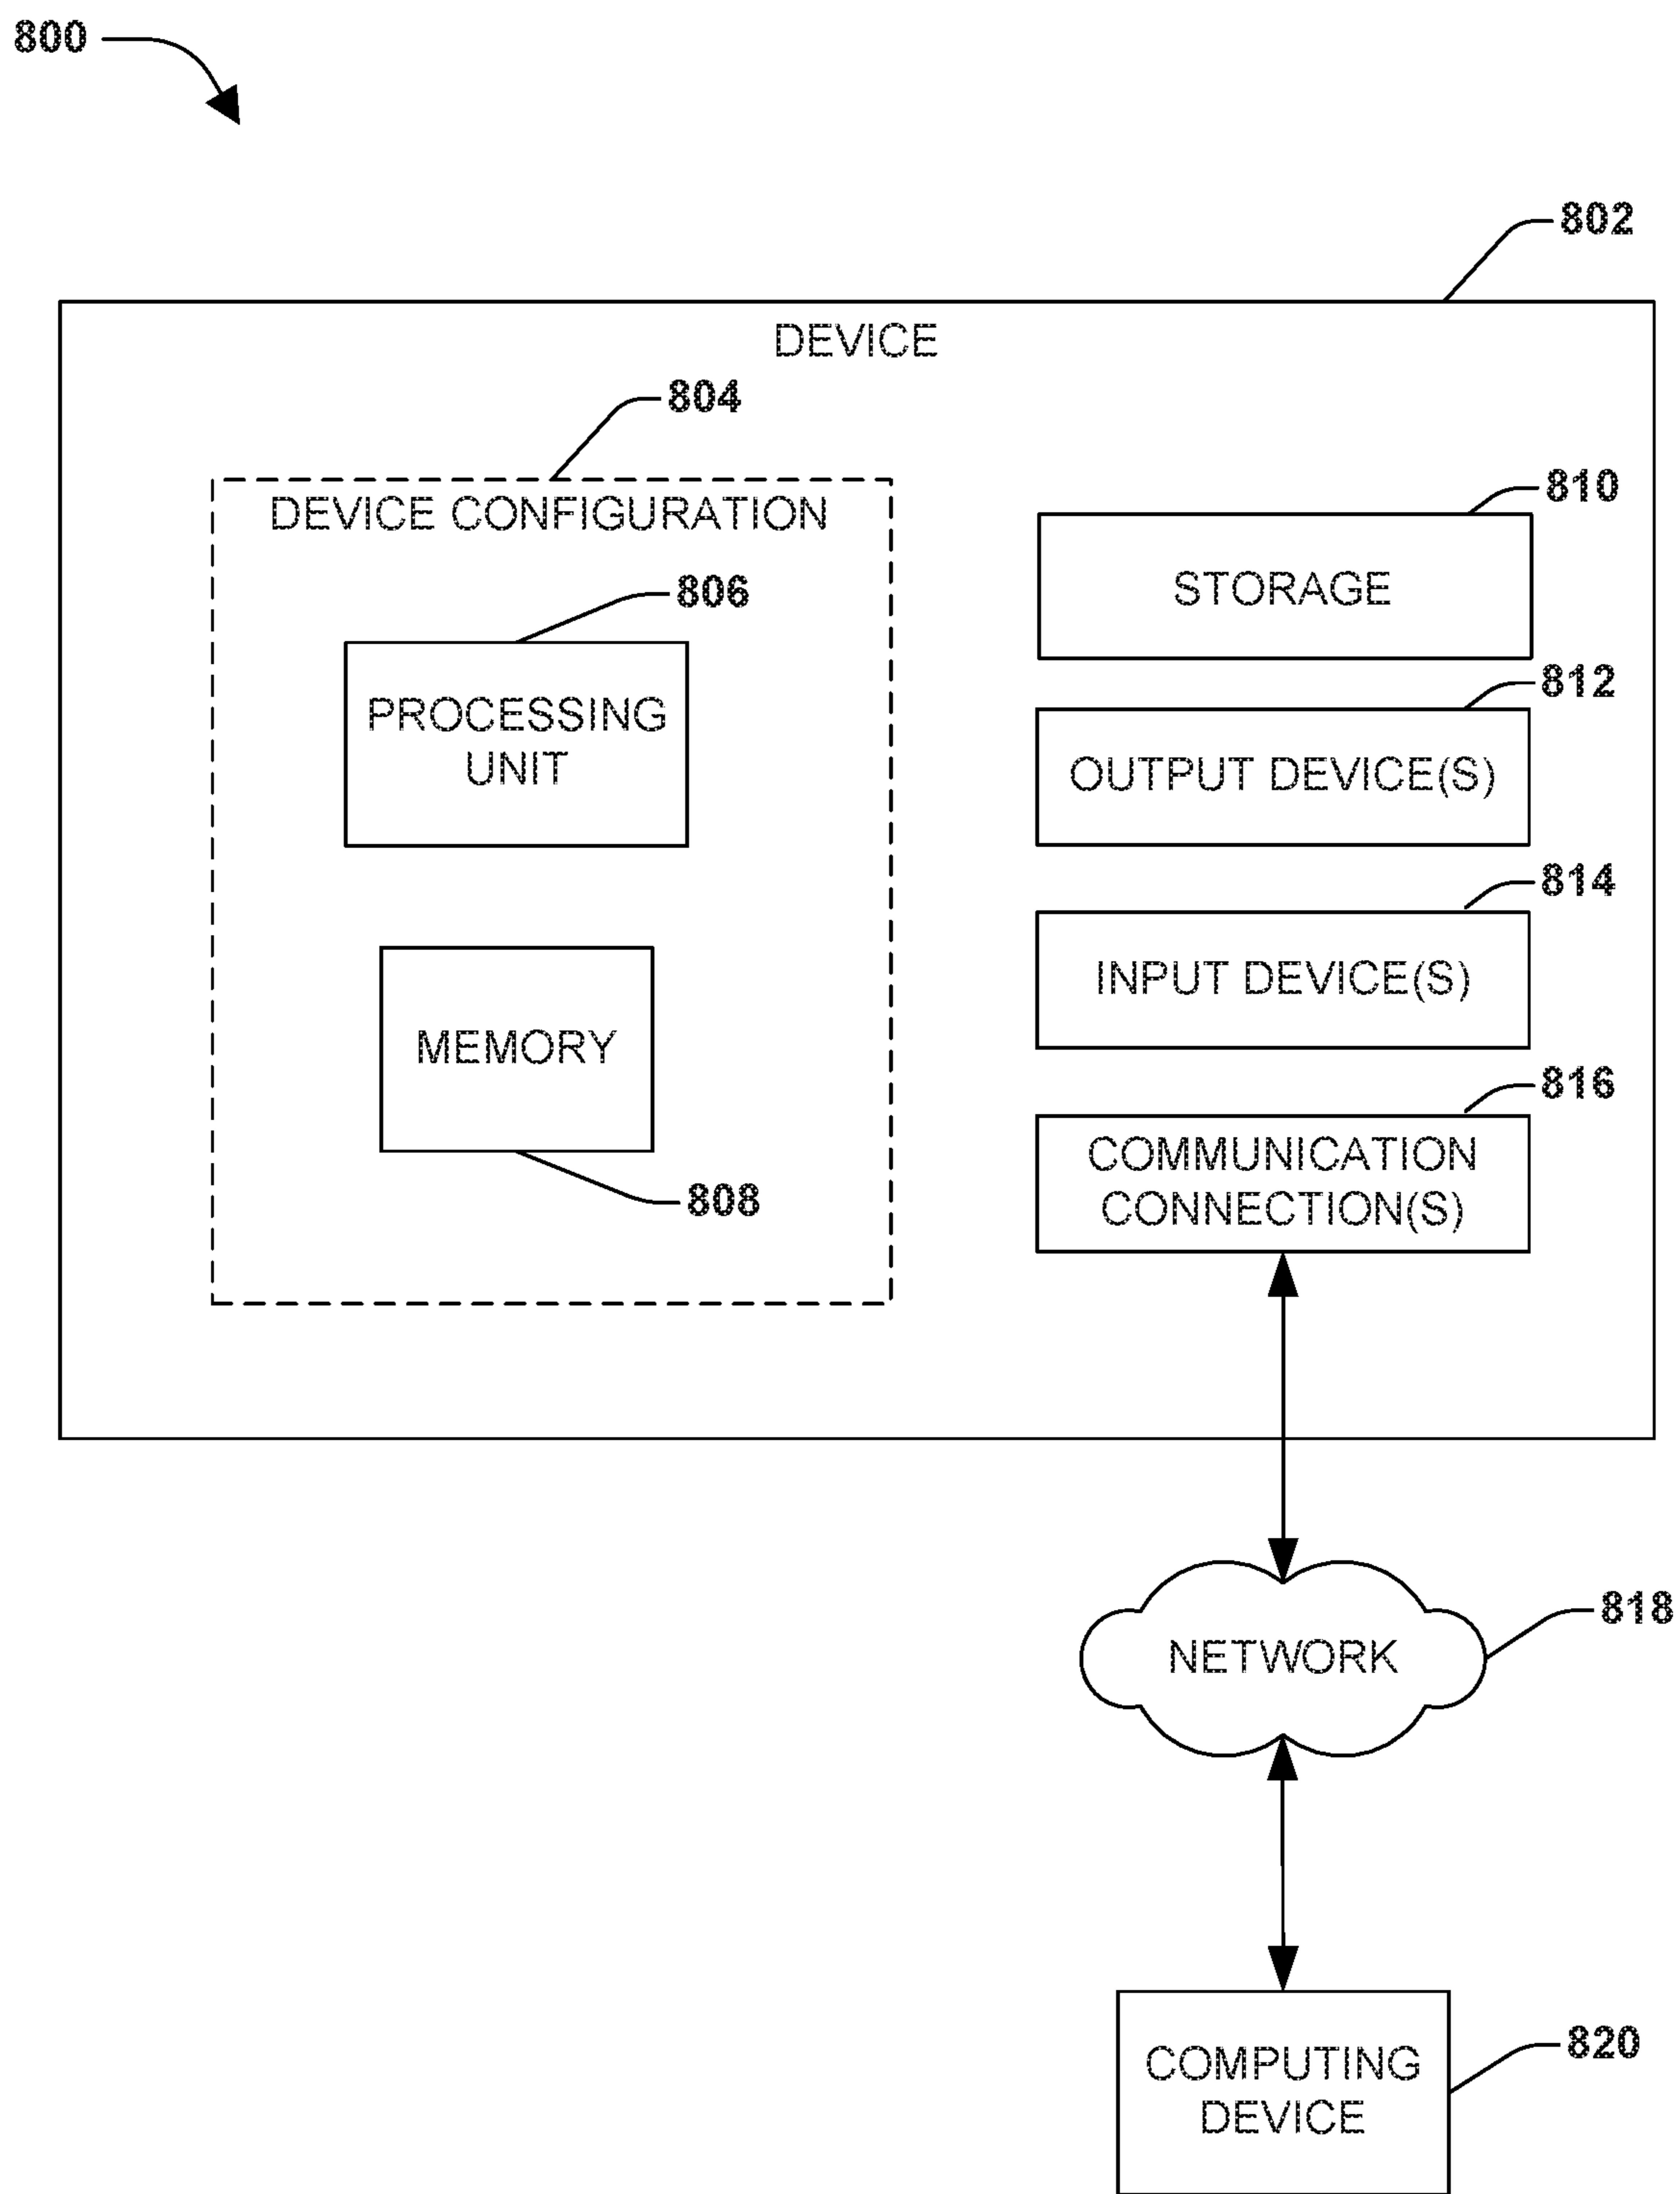 800
802
DEVICE
804
DEVICE CONFIGURATION
806
PROCESSING
UNIT
MEMORY
808
810
STORAGE
812
OUTPUT DEVICE(S)
814
INPUT DEVICE(S)
816
COMMUNICATION
CONNECTION(S)
818
NETWORK
820
COMPUTING
DEVICE